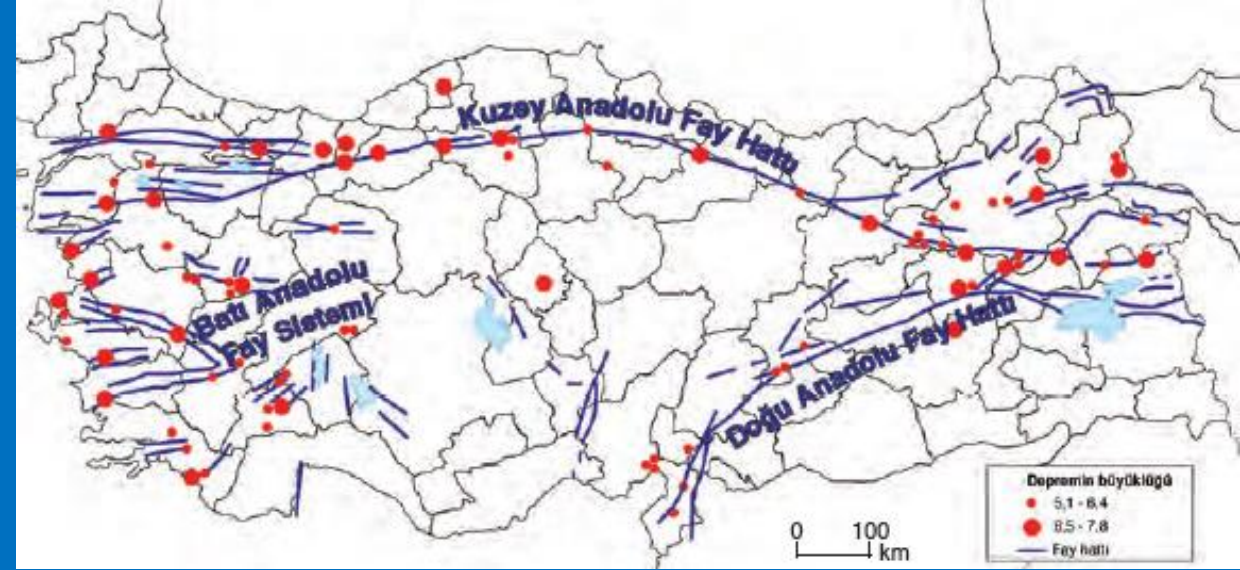 Kuzey Anadolu Fay Hattı
Batı Anadolu
Fay Sistemi
Doğu Anadolu Fay Hattı
Depremin büyüklüğü
5,1 - 6,4
6,5 - 7,8
Fay hattı
0 100
km